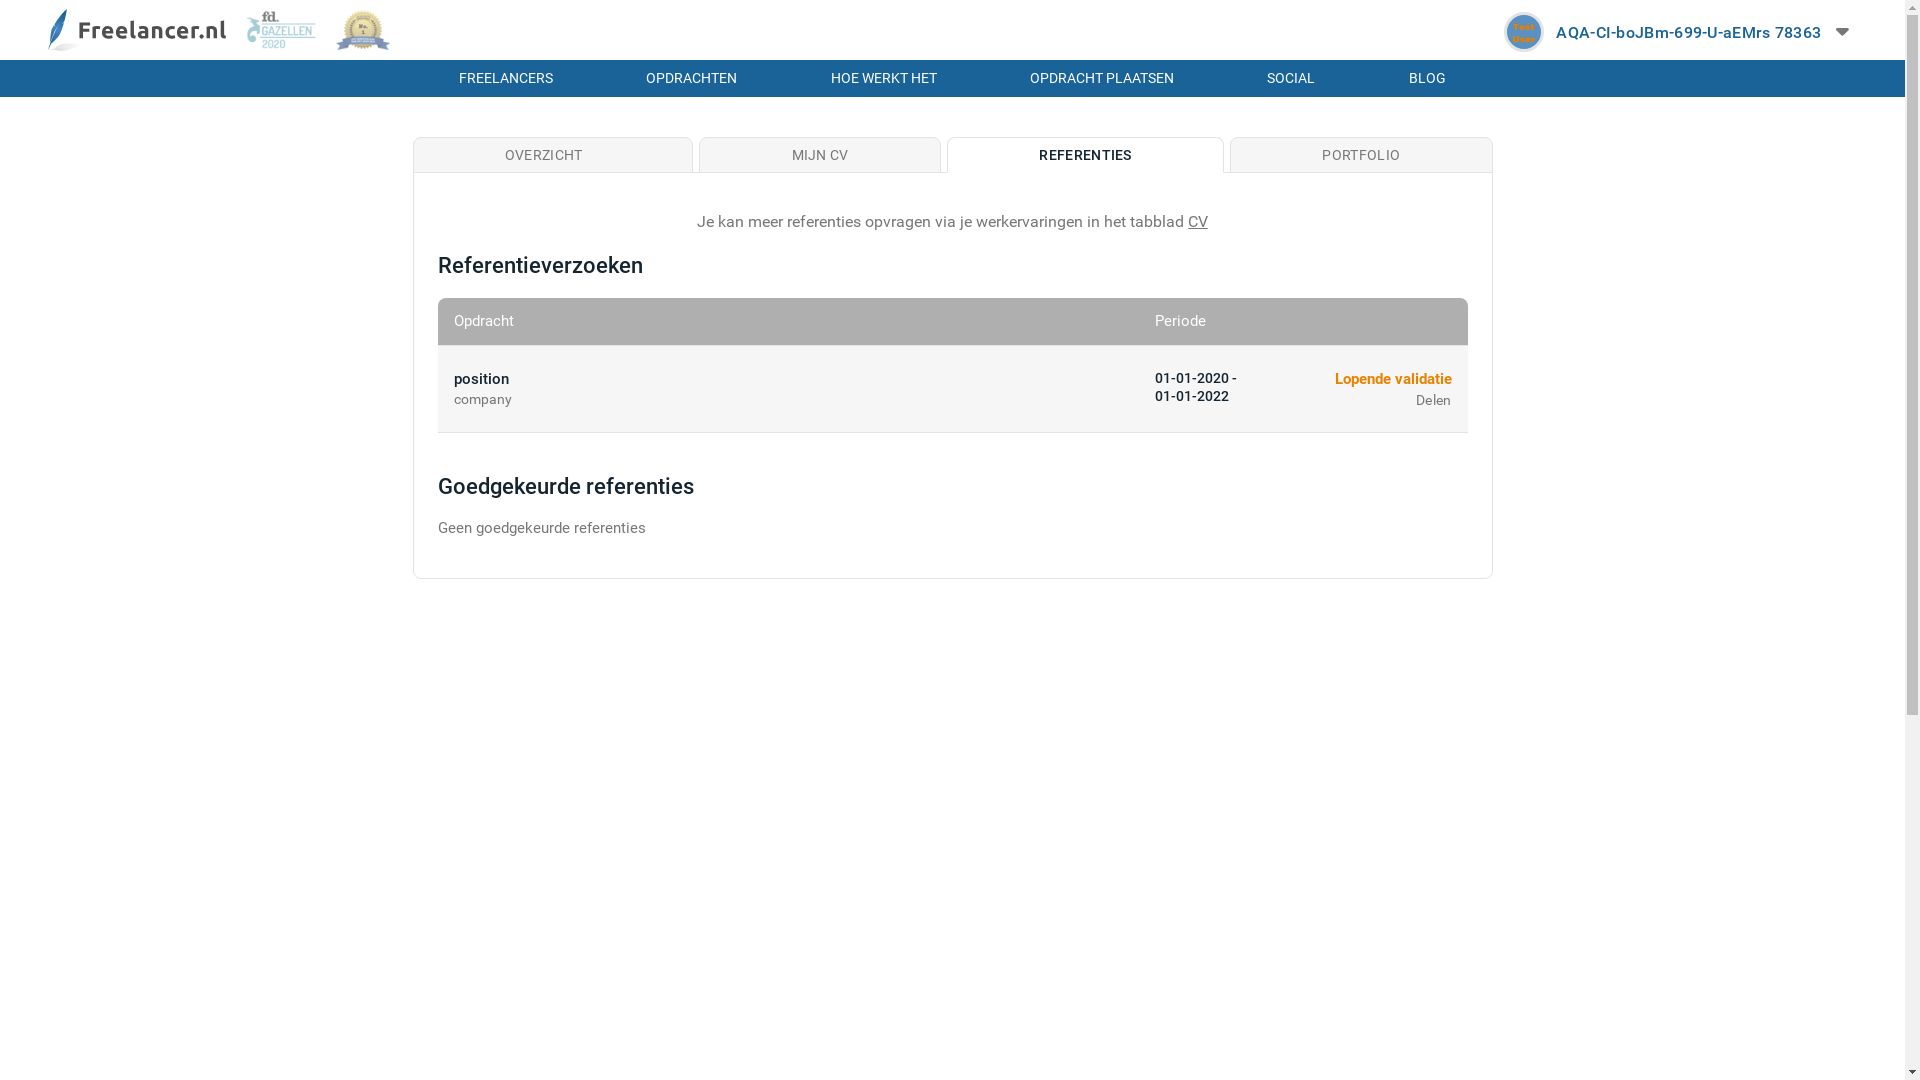 Freelancer.nl
fd.
GAZELLEN
2020
No.
1
Test
User
AQA-CI-boJBm-699-U-aEMrs 78363
FREELANCERS OPDRACHTEN HOE WERKT HET OPDRACHT PLAATSEN SOCIAL BLOG
OVERZICHT MIJN CV REFERENTIES PORTFOLIO
Je kan meer referenties opvragen via je werkervaringen in het tabblad CV
Referentieverzoeken
Opdracht Periode
position 01-01-2020 - Lopende validatie
company 01-01-2022 Delen
Goedgekeurde referenties
Geen goedgekeurde referenties